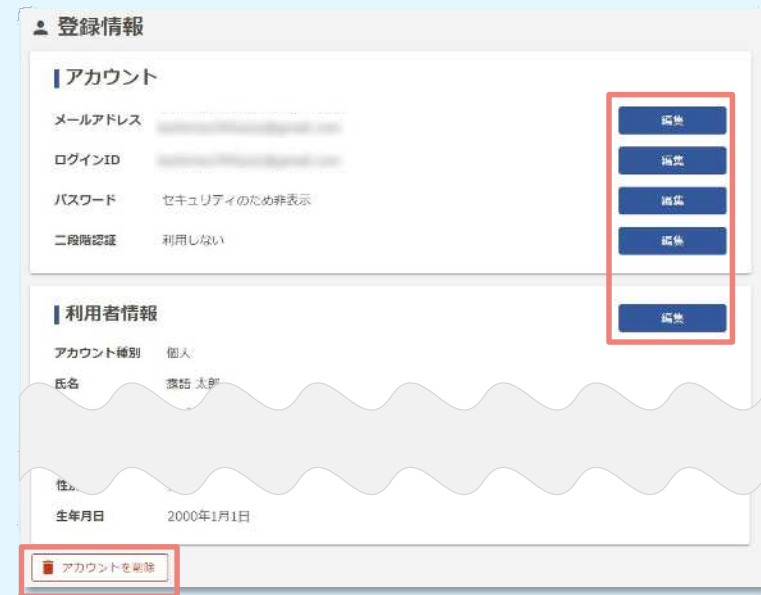 登録情報
アカウント
メールアドレス 編集
ログインID 編集
パスワード セキュリティのため非表示 編集
二段階認証 利用しない 編集
利用者情報 編集
アカウント種別 個人
氏名 太郎
生年月日 2000年1月1日
アカウントを削除